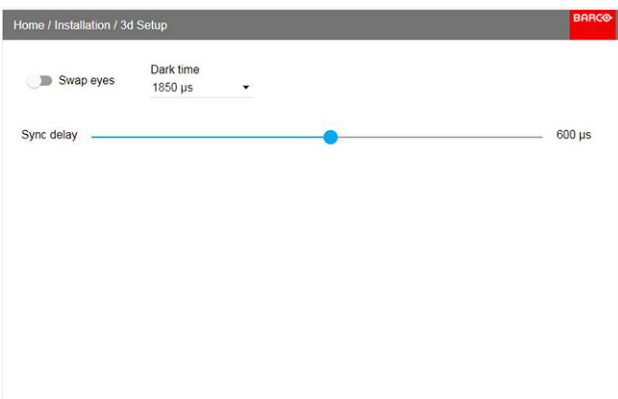 Home / Installation / 3d Setup
BARCO
Swap eyes
Dark time
1850 µs
Sync delay
600 µs